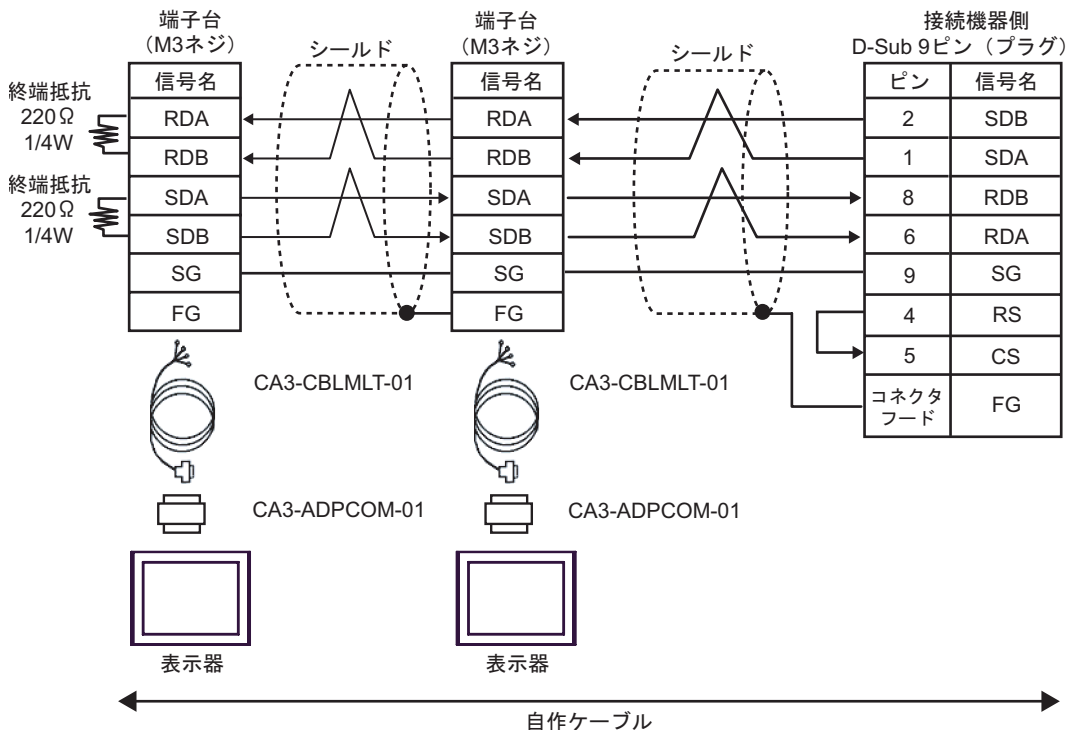 端子台
（M3ネジ）
信号名
RDA
RDB
SDA
SDB
SG
FG
終端抵抗
220Ω
1/4W
終端抵抗
220Ω
1/4W
シールド
端子台
（M3ネジ）
信号名
RDA
RDB
SDA
SDB
SG
FG
シールド
接続機器側
D-Sub 9ピン（プラグ）
ピン 信号名
2 SDB
1 SDA
8 RDB
6 RDA
9 SG
4 RS
5 CS
コネクタ
フード FG
CA3-CBLMLT-01
CA3-CBLMLT-01
CA3-ADPCOM-01
CA3-ADPCOM-01
表示器
表示器
自作ケーブル